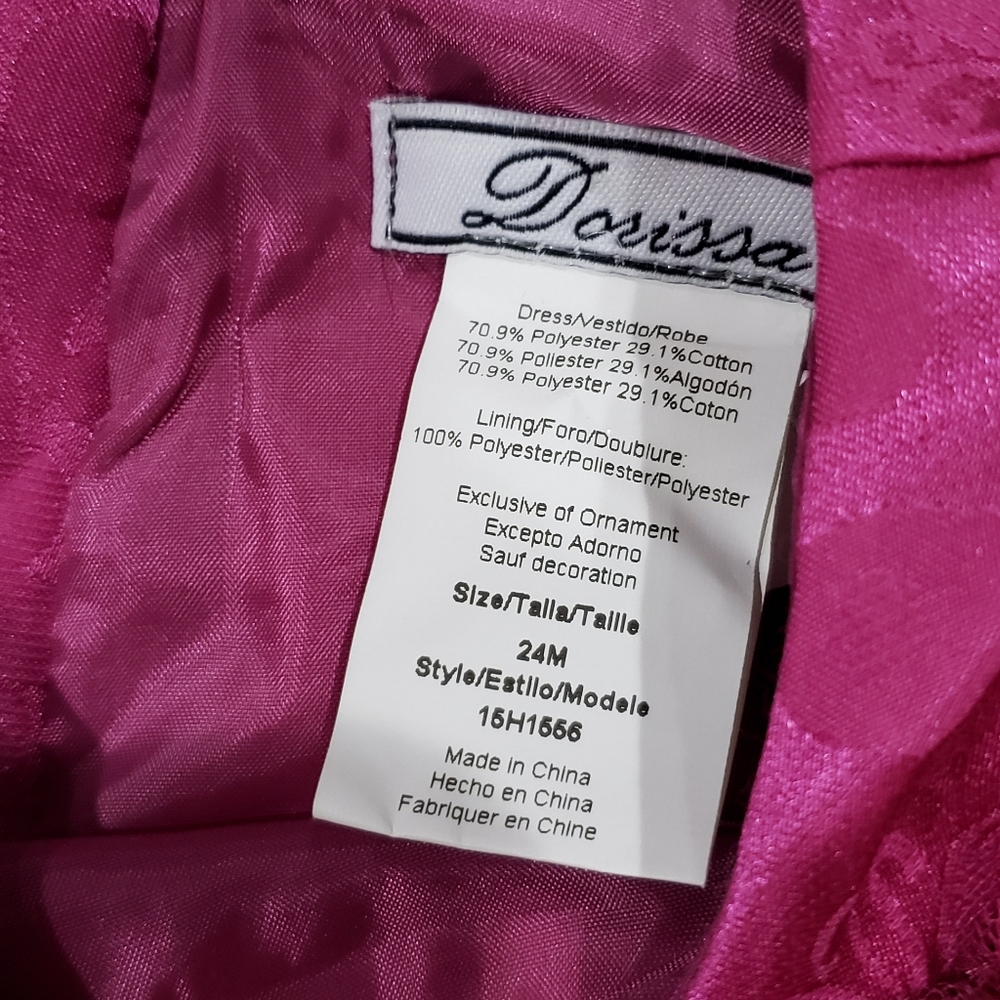 Dorissa
Dress/Vestido/Robe
70.9% Polyester 29.1%Cotton
70.9% Poliester 29.1%Algodón
70.9% Polyester 29.1%Coton
Lining/Foro/Doublure:
100% Polyester/Poliester/Polyester
Exclusive of Ornament
Excepto Adorno
Sauf decoration
Size/Talla/Taille
24M
Style/Estilo/Modele
15H1556
Made in China
Hecho en China
Fabriquer en Chine